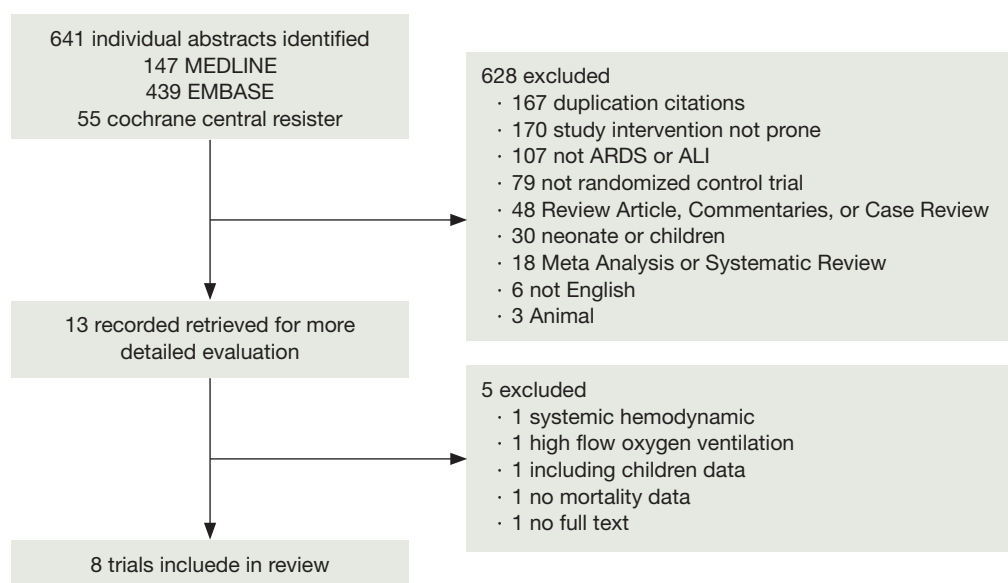 641 individual abstracts identified
147 MEDLINE
439 EMBASE
55 cochrane central resister
628 excluded
· 167 duplication citations
· 170 study intervention not prone
· 107 not ARDS or ALI
· 79 not randomized control trial
· 48 Review Article, Commentaries, or Case Review
· 30 neonate or children
· 18 Meta Analysis or Systematic Review
· 6 not English
· 3 Animal
13 recorded retrieved for more
detailed evaluation
5 excluded
· 1 systemic hemodynamic
· 1 high flow oxygen ventilation
· 1 including children data
· 1 no mortality data
· 1 no full text
8 trials incluede in review